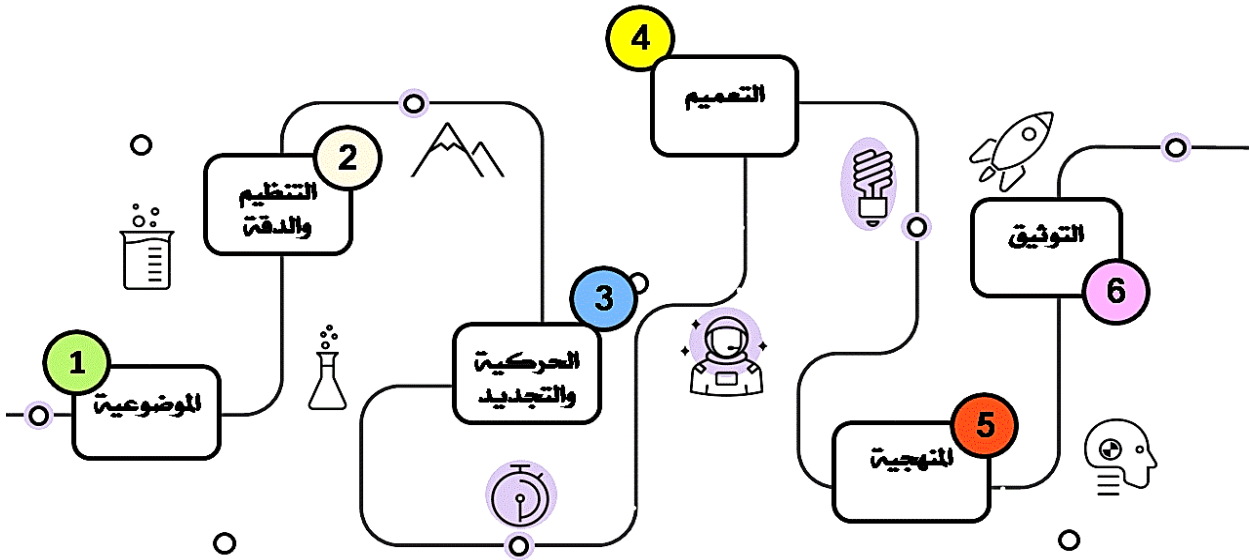 1
الموضوعية
2
التنظيم
والدقة
3
الحركية
والتجديد
4
التعميم
5
المنهجية
6
التوثيق